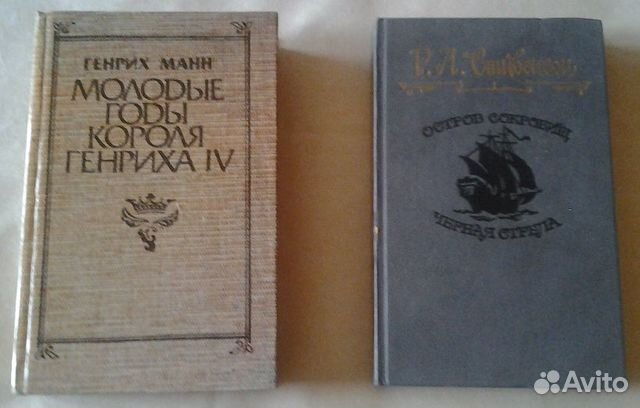 ГЕНРИХ МАНН
МОЛОДЫЕ
ГОДЫ
КОРОЛЯ
ГЕНРИХА IV
Р. Л. Стивенсон
ОСТРОВ СОКРОВИЩ
ЧЕРНАЯ СТРЕЛА
Avito